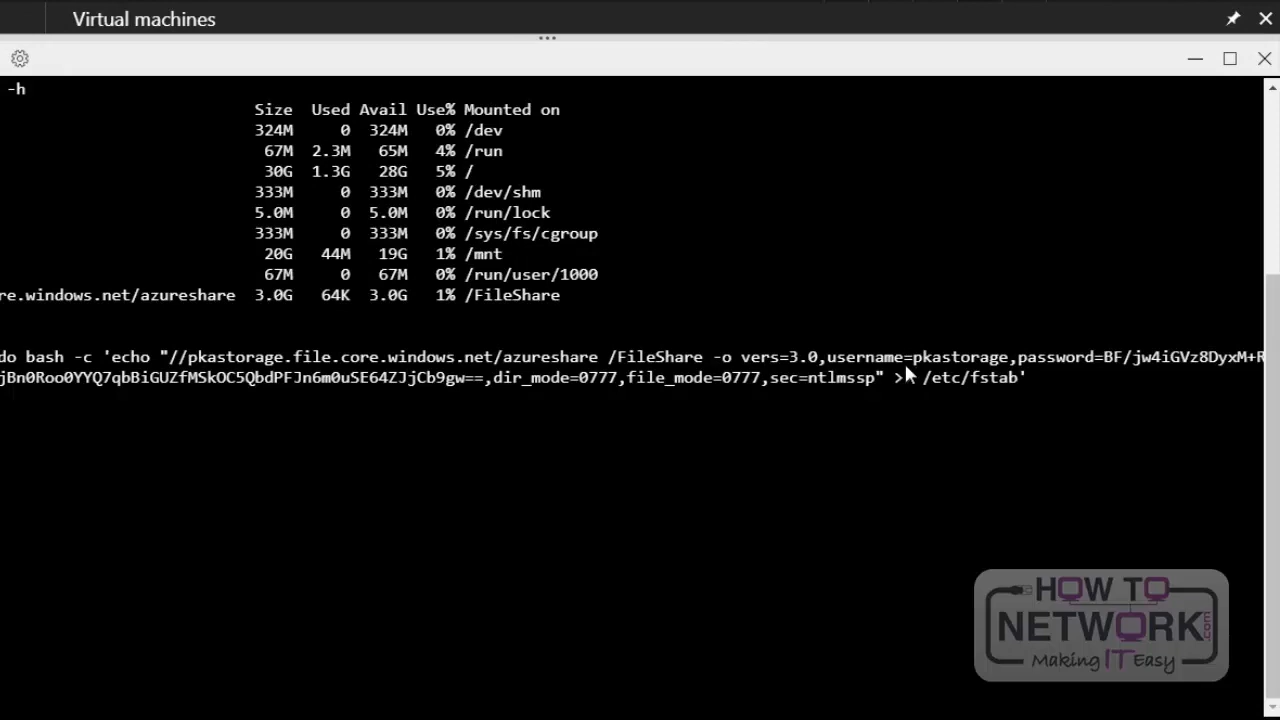 Virtual machines
-h
Size Used Avail Use% Mounted on
324M 0 324M 0% /dev
67M 2.3M 65M 4% /run
30G 1.3G 28G 5% /
333M 0 333M 0% /dev/shm
5.0M 0 5.0M 0% /run/lock
333M 0 333M 0% /sys/fs/cgroup
20G 44M 19G 1% /mnt
67M 0 67M 0% /run/user/1000
re.windows.net/azureshare 3.0G 64K 3.0G 1% /FileShare
do bash -c 'echo "//pkastorage.file.core.windows.net/azureshare /FileShare -o vers=3.0,username=pkastorage,password=BF/jw4iGVz8DyxM+R
jBn0Roo0YYQ7qbBiGUZfMSkOC5QbdPFJn6m0uSE64ZJjCb9gw==,dir_mode=0777,file_mode=0777,sec=ntlmssp" > /etc/fstab'
HOW TO
NETWORK.com
Making IT Easy